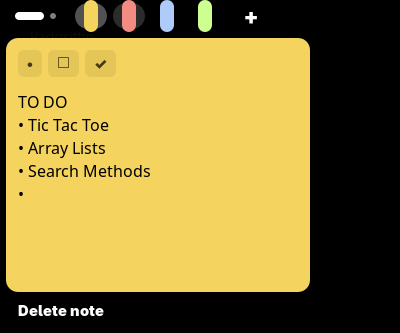 TO DO
• Tic Tac Toe
• Array Lists
• Search Methods
•
Delete note